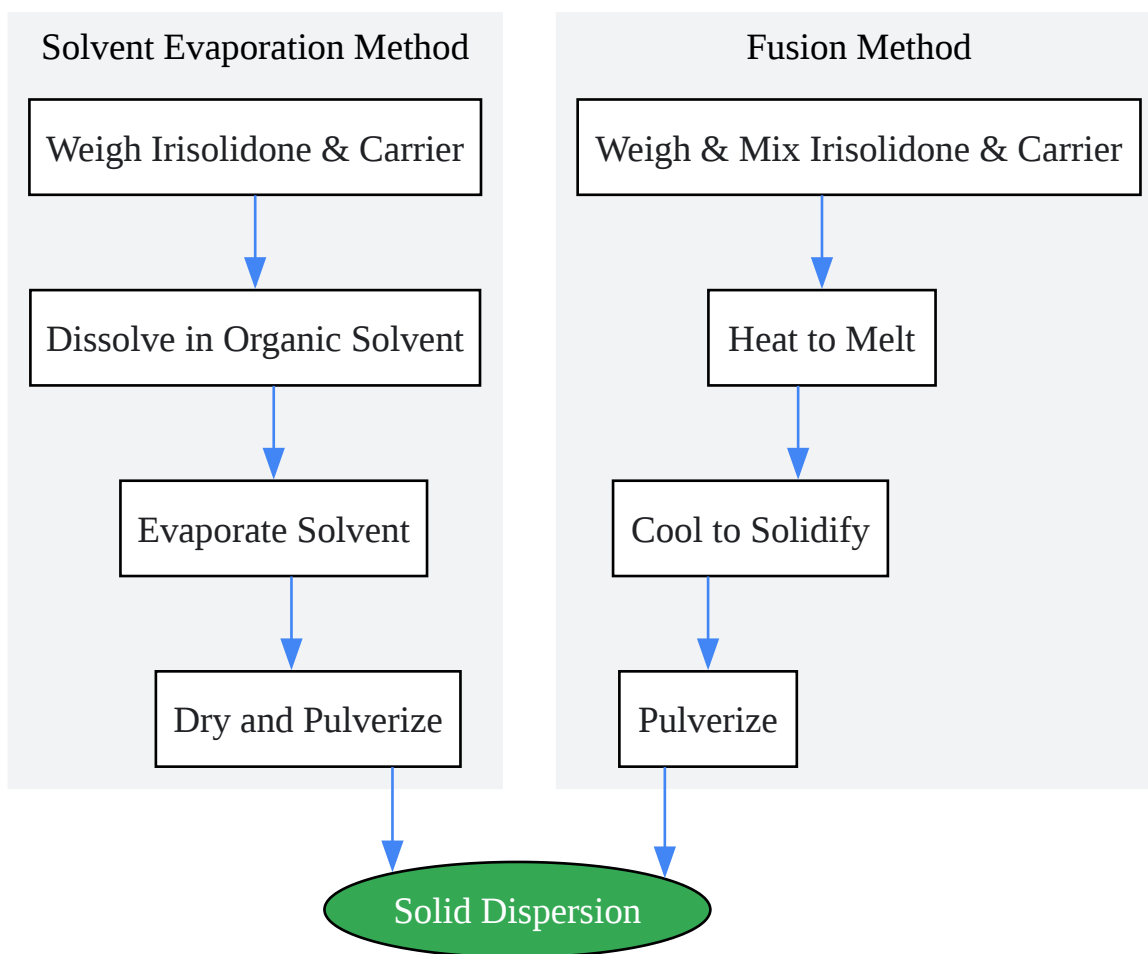 Solvent Evaporation Method
Weigh Irisolidone & Carrier
Dissolve in Organic Solvent
Evaporate Solvent
Dry and Pulverize
Fusion Method
Weigh & Mix Irisolidone & Carrier
Heat to Melt
Cool to Solidify
Pulverize
Solid Dispersion